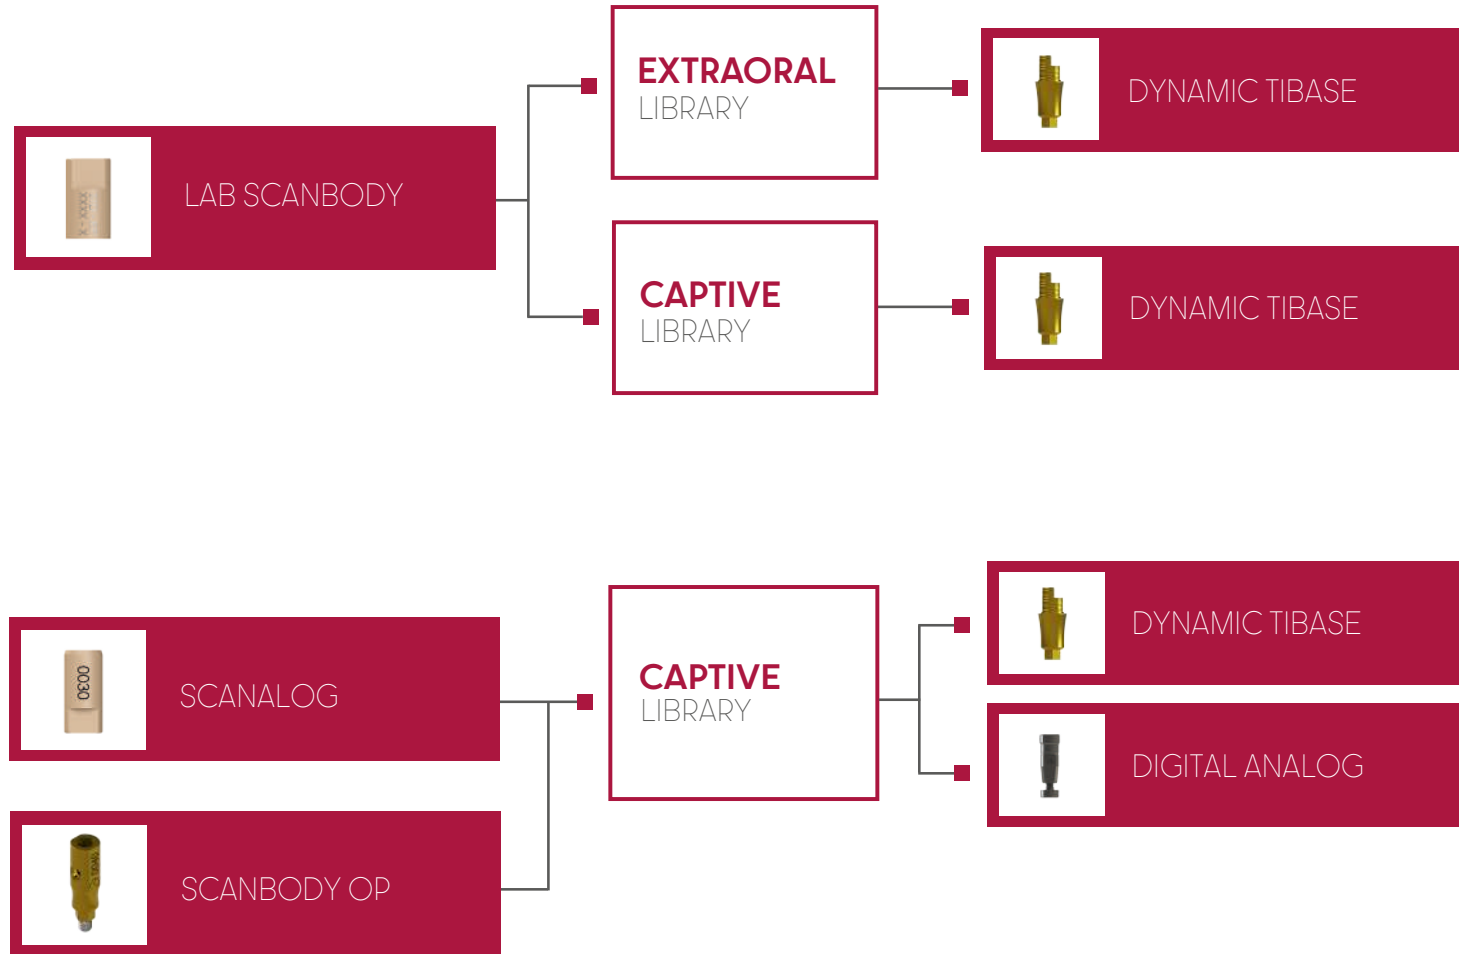 EXTRAORAL
LIBRARY
DYNAMIC TIBASE
LAB SCANBODY
CAPTIVE
LIBRARY
DYNAMIC TIBASE
CAPTIVE
LIBRARY
DYNAMIC TIBASE
0030
SCANALOG
DIGITAL ANALOG
SCANBODY OP